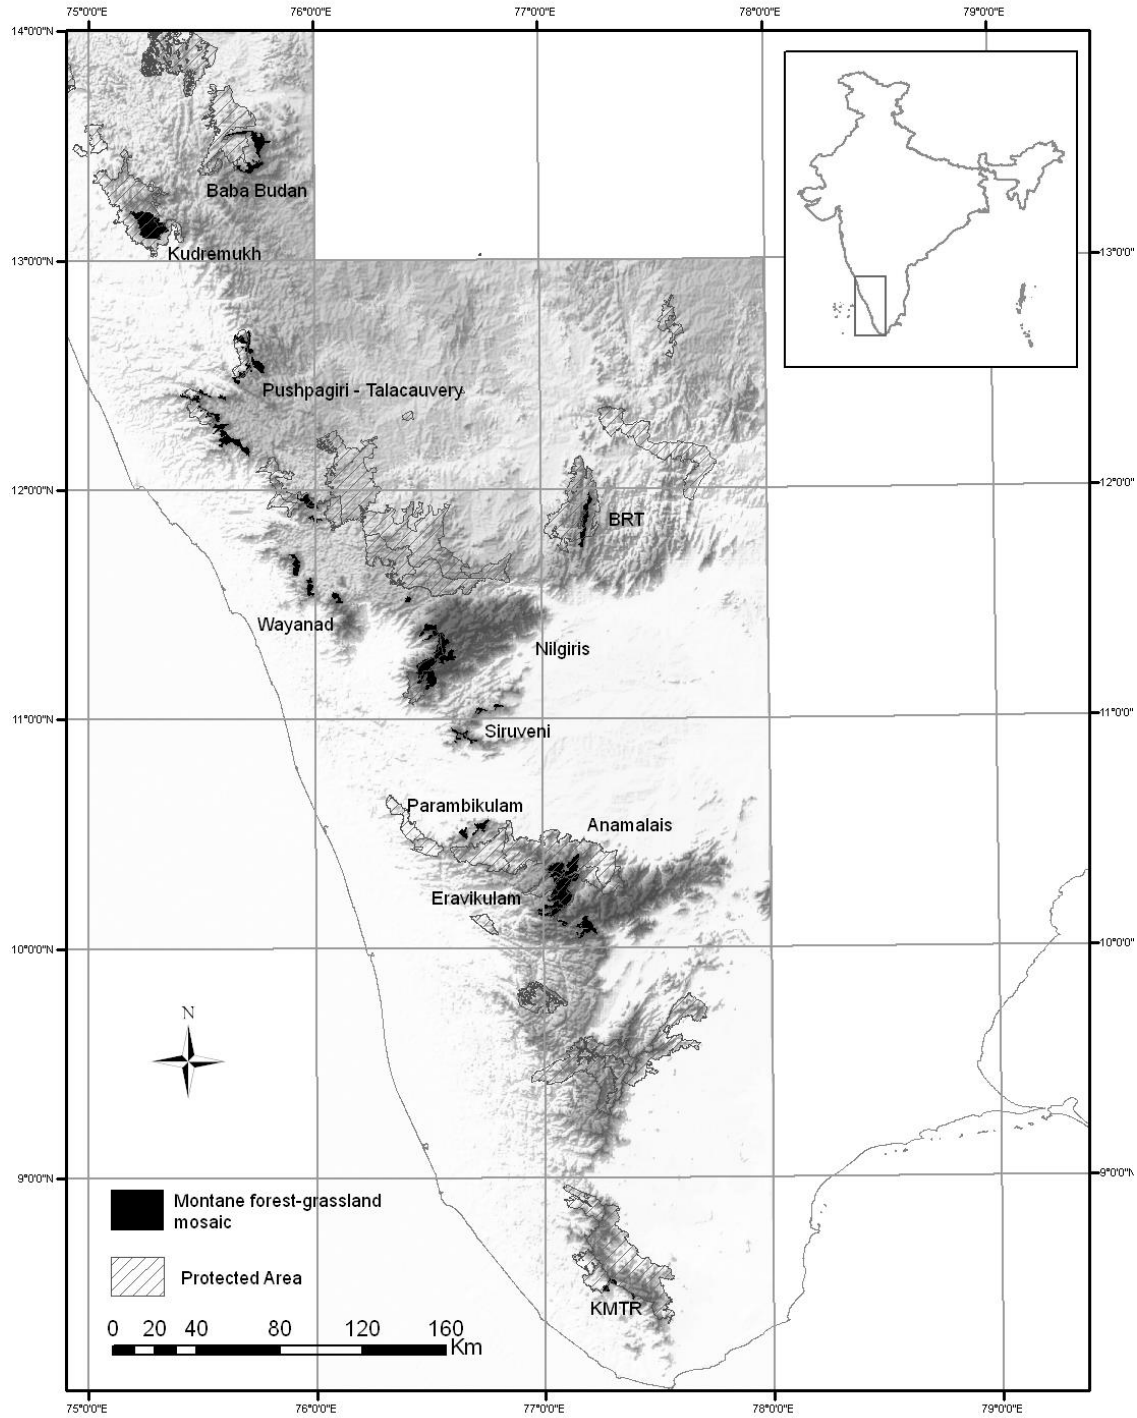 75°0'0"E 76°0'0"E 77°0'0"E 78°0'0"E 79°0'0"E
14°0'0"N
Baba Budan
Kudremukh
13°0'0"N 13°0'0"N
Pushpagiri - Talacauvery
12°0'0"N 12°0'0"N
BRT
Wayanad
Nilgiris
11°0'0"N 11°0'0"N
Siruveni
Parambikulam
Anamalais
Eravikulam
10°0'0"N 10°0'0"N
N
9°0'0"N 9°0'0"N
Montane forest-grassland
mosaic
Protected Area
KMTR
0 20 40 80 120 160
Km
75°0'0"E 76°0'0"E 77°0'0"E 78°0'0"E 79°0'0"E